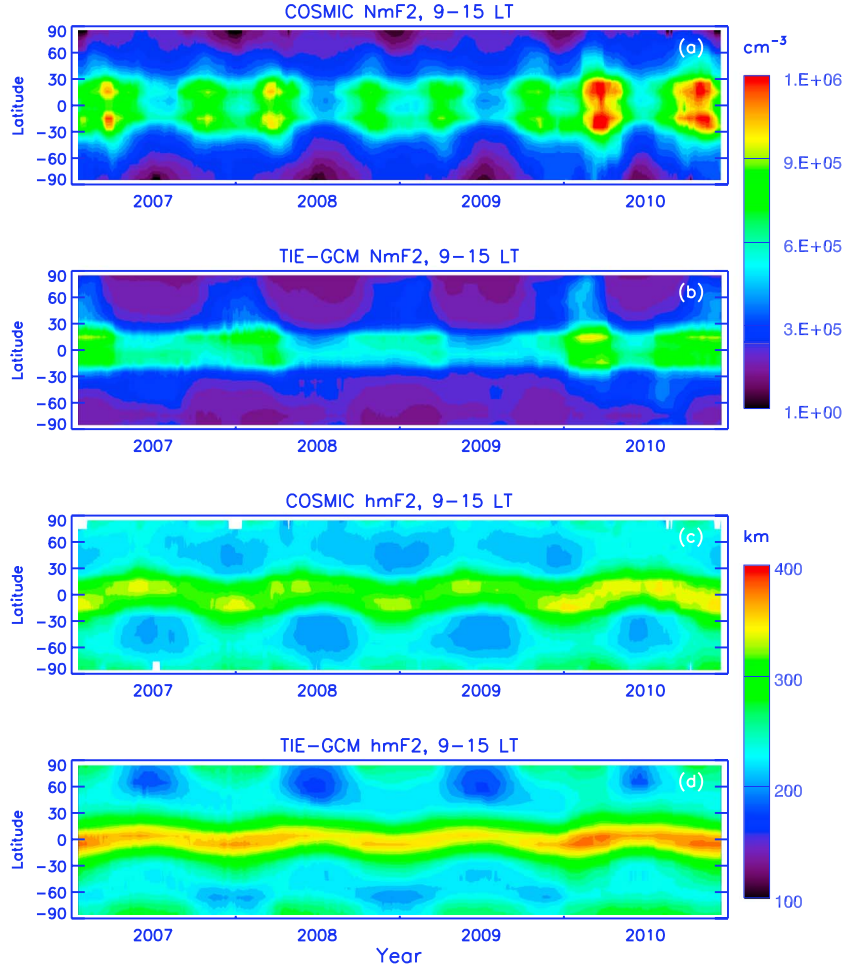 COSMIC NmF2, 9−15 LT
(a)
cm⁻³
90
60
30
0
−30
−60
−90
Latitude
2007 2008 2009 2010
1.E+06
9.E+05
6.E+05
3.E+05
1.E+00
TIE−GCM NmF2, 9−15 LT
(b)
90
60
30
0
−30
−60
−90
Latitude
2007 2008 2009 2010
COSMIC hmF2, 9−15 LT
(c)
km
90
60
30
0
−30
−60
−90
Latitude
2007 2008 2009 2010
400
300
200
100
TIE−GCM hmF2, 9−15 LT
(d)
90
60
30
0
−30
−60
−90
Latitude
2007 2008 2009 2010
Year